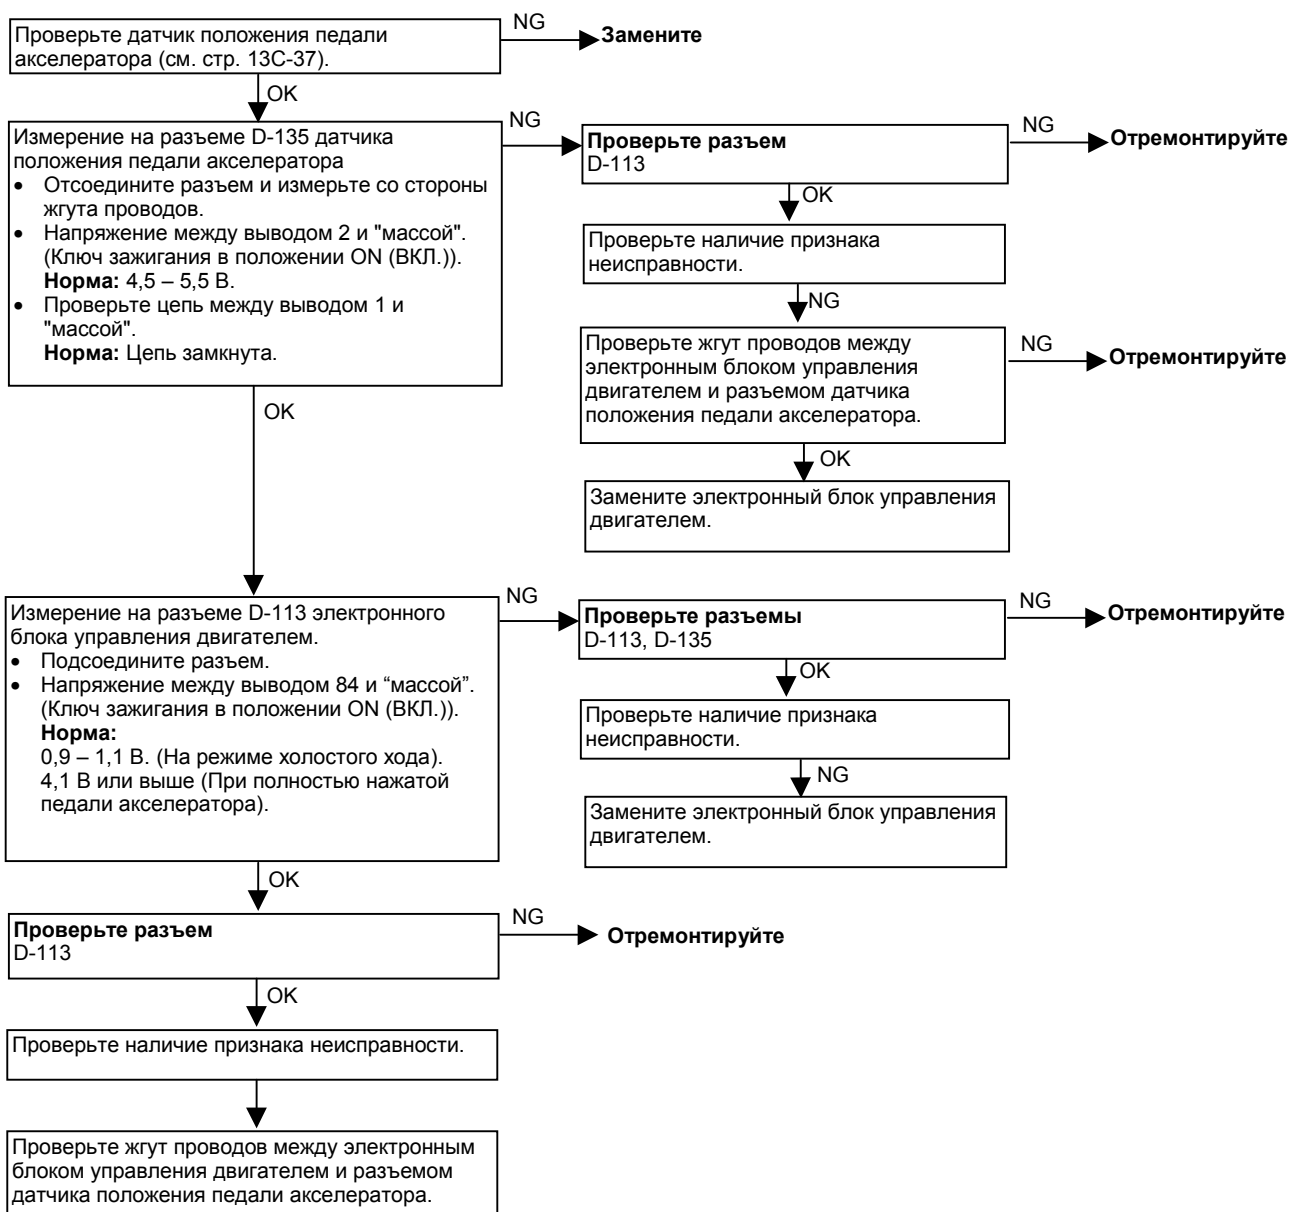 Проверьте датчик положения педали
акселератора (см. стр. 13C-37).
NG
Замените
OK
Измерение на разъеме D-135 датчика
положения педали акселератора
• Отсоедините разъем и измерьте со стороны
жгута проводов.
• Напряжение между выводом 2 и "массой".
(Ключ зажигания в положении ON (ВКЛ.)).
Норма: 4,5 – 5,5 В.
• Проверьте цепь между выводом 1 и
"массой".
Норма: Цепь замкнута.
NG
Проверьте разъем
D-113
NG
Отремонтируйте
OK
Проверьте наличие признака
неисправности.
NG
Проверьте жгут проводов между
электронным блоком управления
двигателем и разъемом датчика
положения педали акселератора.
NG
Отремонтируйте
OK
Замените электронный блок управления
двигателем.
OK
Измерение на разъеме D-113 электронного
блока управления двигателем.
• Подсоедините разъем.
• Напряжение между выводом 84 и “массой”.
(Ключ зажигания в положении ON (ВКЛ.)).
Норма:
0,9 – 1,1 В. (На режиме холостого хода).
4,1 В или выше (При полностью нажатой
педали акселератора).
NG
Проверьте разъемы
D-113, D-135
NG
Отремонтируйте
OK
Проверьте наличие признака
неисправности.
NG
Замените электронный блок управления
двигателем.
OK
Проверьте разъем
D-113
NG
Отремонтируйте
OK
Проверьте наличие признака неисправности.
Проверьте жгут проводов между электронным
блоком управления двигателем и разъемом
датчика положения педали акселератора.